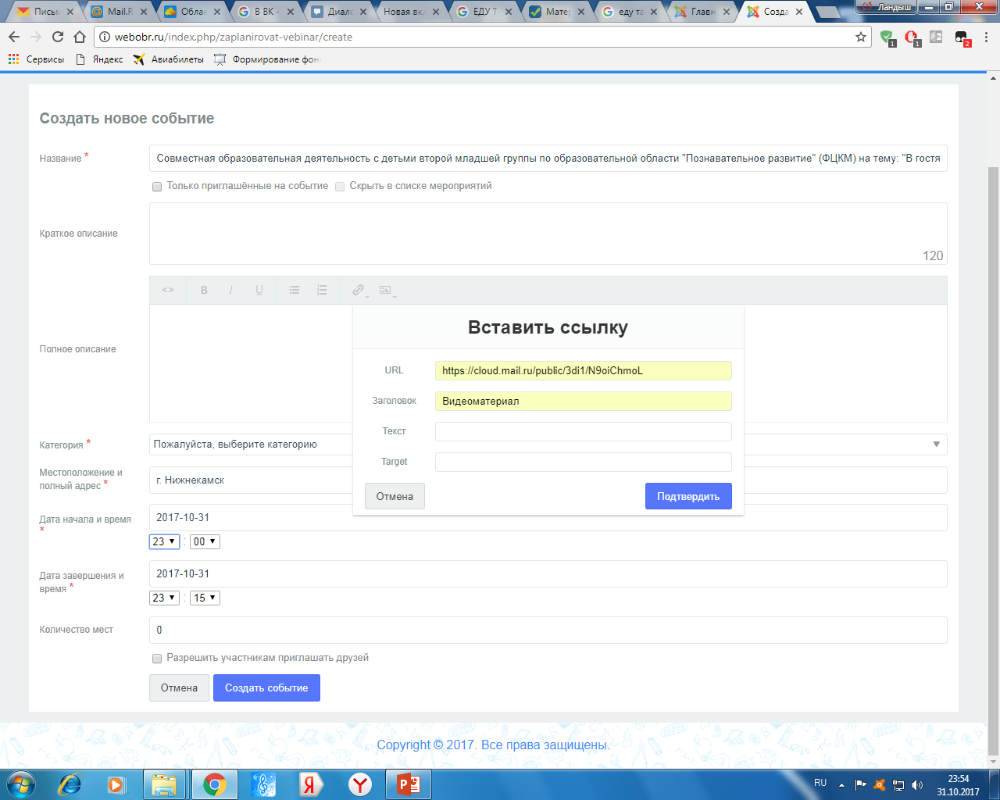 Письм
Mail.R
Облак
В ВК -
Диало
Новая вкл
ЕДУ Т
Матер
еду та
Главн
Созда
Ландыш
webobr.ru/index.php/zaplanirovat-vebinar/create
1
1
2
Сервисы
Яндекс
Авиабилеты
Формирование фон
Создать новое событие
Название *
Совместная образовательная деятельность с детьми второй младшей группы по образовательной области "Познавательное развитие" (ФЦКМ) на тему: "В гостя
Только приглашённые на событие
Скрыть в списке мероприятий
Краткое описание
120
<> B I U
Полное описание
Вставить ссылку
URL
https://cloud.mail.ru/public/3di1/N9oiChmoL
Заголовок
Видеоматериал
Текст
Target
Отмена
Подтвердить
Категория *
Пожалуйста, выберите категорию
Местоположение и
полный адрес *
г. Нижнекамск
Дата начала и время
*
2017-10-31
23 : 00
Дата завершения и
время *
2017-10-31
23 : 15
Количество мест
0
Разрешить участникам приглашать друзей
Отмена
Создать событие
Copyright © 2017. Все права защищены.
RU
23:54
31.10.2017